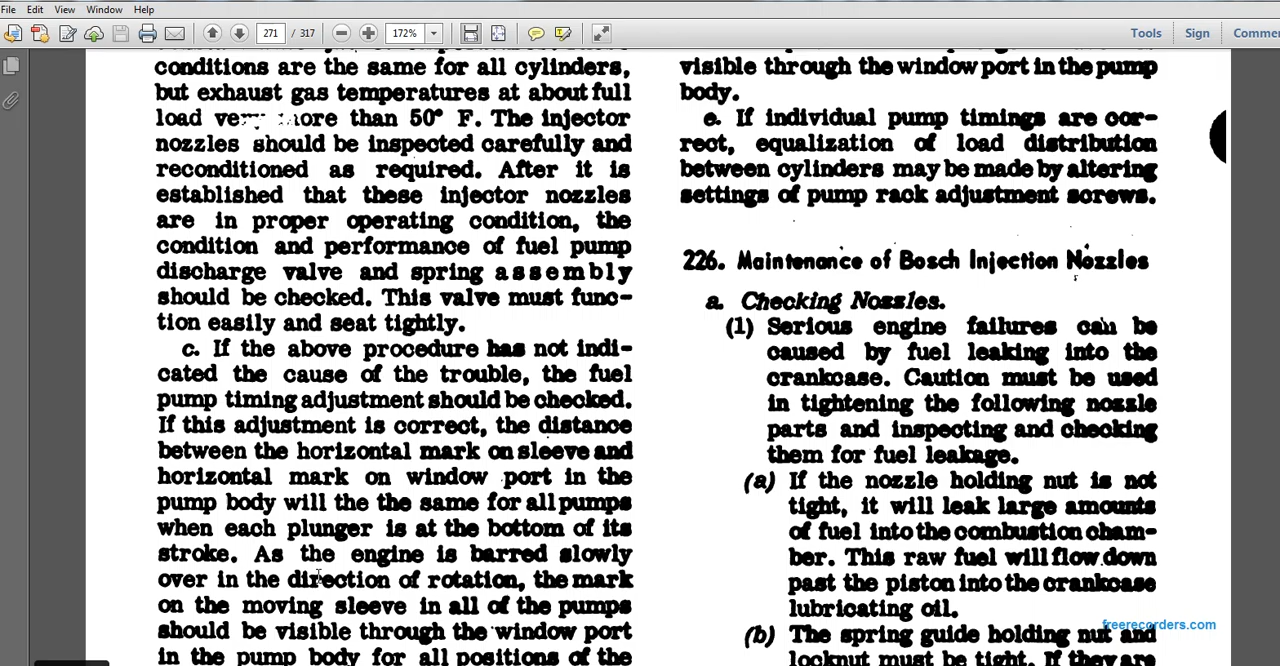 File Edit View Window Help
271 / 317 172% Tools Sign Comme
conditions are the same for all cylinders,
but exhaust gas temperatures at about full
load more than 50° F. The injector
nozzles should be inspected carefully and
reconditioned as required. After it is
established that these injector nozzles
are in proper operating condition, the
condition and performance of fuel pump
discharge valve and spring assembly
should be checked. This valve must func-
tion easily and seat tightly.
c. If the above procedure has not indi-
cated the cause of the trouble, the fuel
pump timing adjustment should be checked.
If this adjustment is correct, the distance
between the horizontal mark on sleeve and
horizontal mark on window port in the
pump body will the the same for all pumps
when each plunger is at the bottom of its
stroke. As the engine is barred slowly
over in the direction of rotation, the mark
on the moving sleeve in all of the pumps
should be visible through the window port
in the pump body for all positions of the
visible through the window port in the pump
body.
e. If individual pump timings are cor-
rect, equalization of load distribution
between cylinders may be made by altering
settings of pump rack adjustment screws.
226. Maintenance of Bosch Injection Nozzles
a. Checking Nozzles.
(1) Serious engine failures can be
caused by fuel leaking into the
crankcase. Caution must be used
in tightening the following nozzle
parts and inspecting and checking
them for fuel leakage.
(a) If the nozzle holding nut is not
tight, it will leak large amounts
of fuel into the combustion cham-
ber. This raw fuel will flow down
past the piston into the crankcase
lubricating oil.
(b) The spring guide holding nut and
locknut must be tight. If they are
freerecorders.com